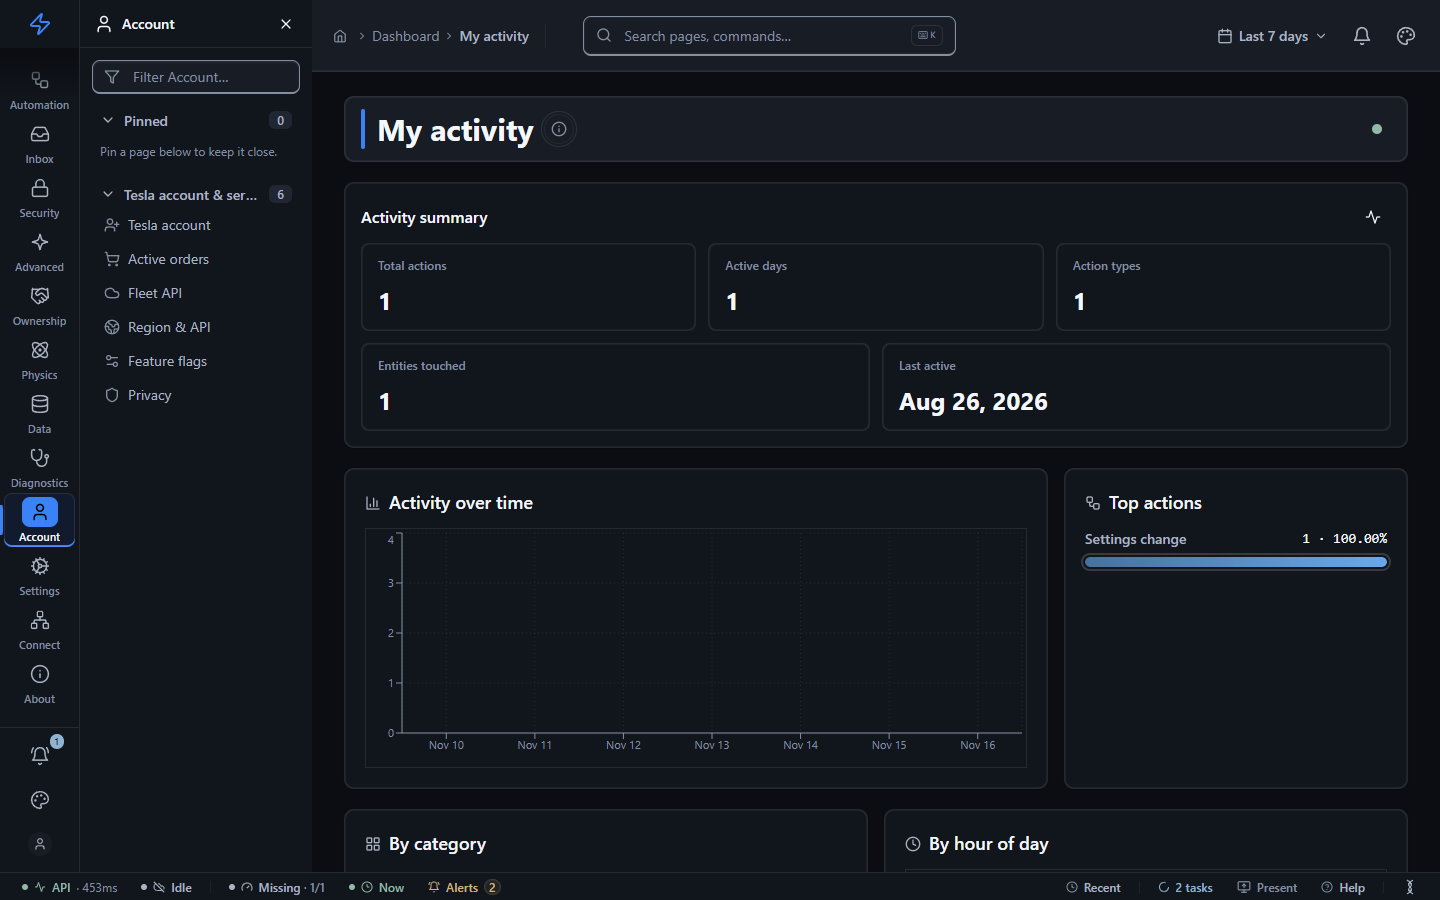 Account
Dashboard
My activity
Search pages, commands...
K
Last 7 days
Filter Account...
Automation
Inbox
Security
Advanced
Ownership
Physics
Data
Diagnostics
Account
Settings
Connect
About
1
Pinned
0
Pin a page below to keep it close.
Tesla account & ser...
6
Tesla account
Active orders
Fleet API
Region & API
Feature flags
Privacy
My activity
Activity summary
Total actions
1
Active days
1
Action types
1
Entities touched
1
Last active
Aug 26, 2026
Activity over time
4
3
2
1
0
Nov 10
Nov 11
Nov 12
Nov 13
Nov 14
Nov 15
Nov 16
Top actions
Settings change
1 · 100.00%
By category
By hour of day
API · 453ms
Idle
Missing · 1/1
Now
Alerts 2
Recent
2 tasks
Present
Help